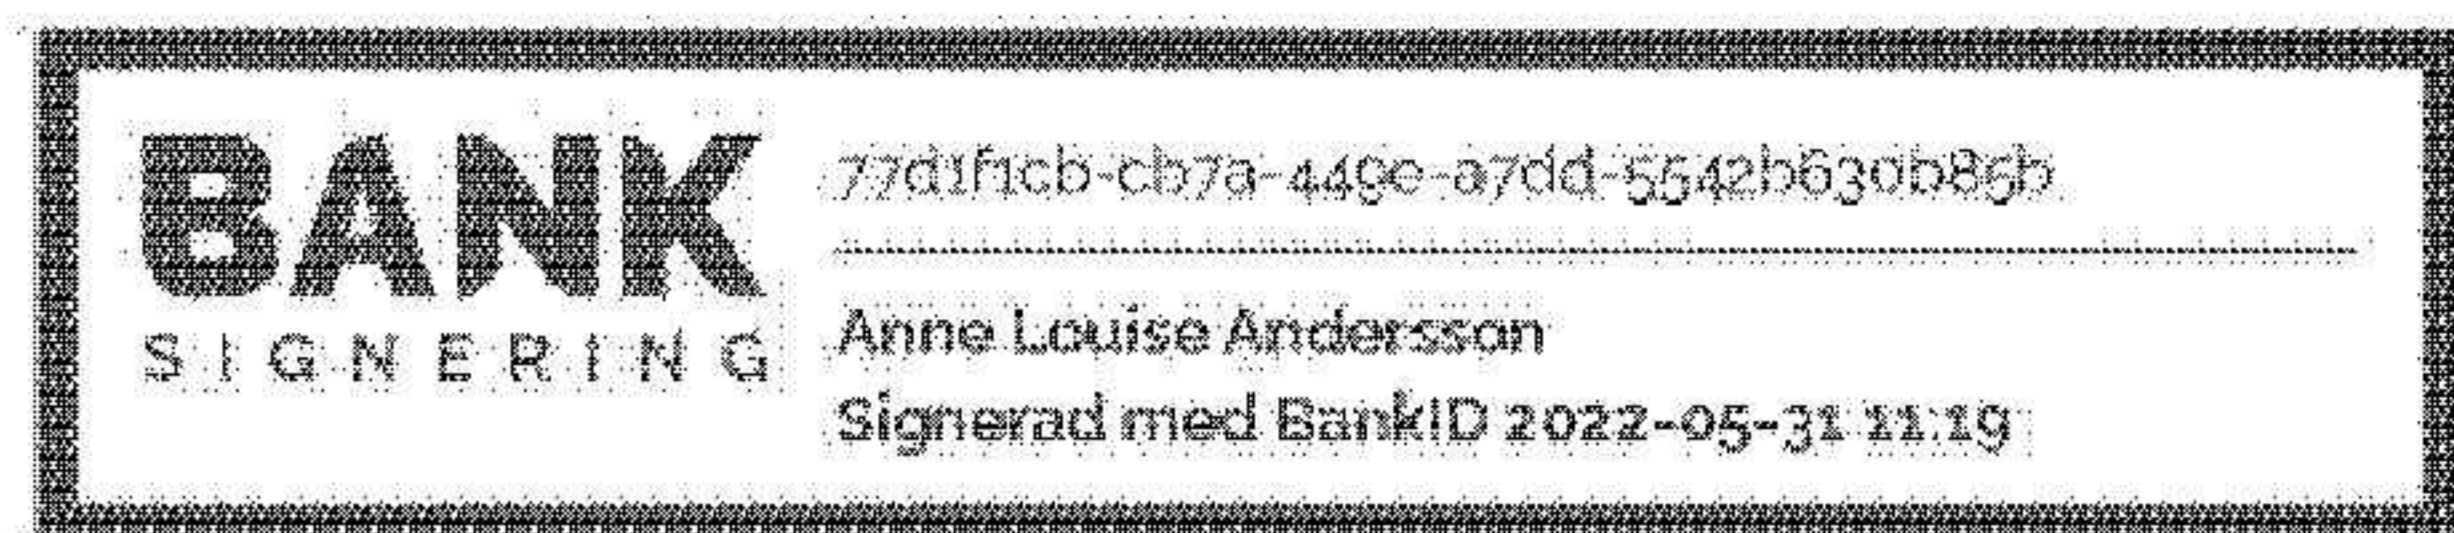 BANK
SIGNERING
77d1f1cb-cb7a-449e-a7dd-5542b630b85b
Anne Louise Andersson
Signerad med BankID 2022-05-31 11:19